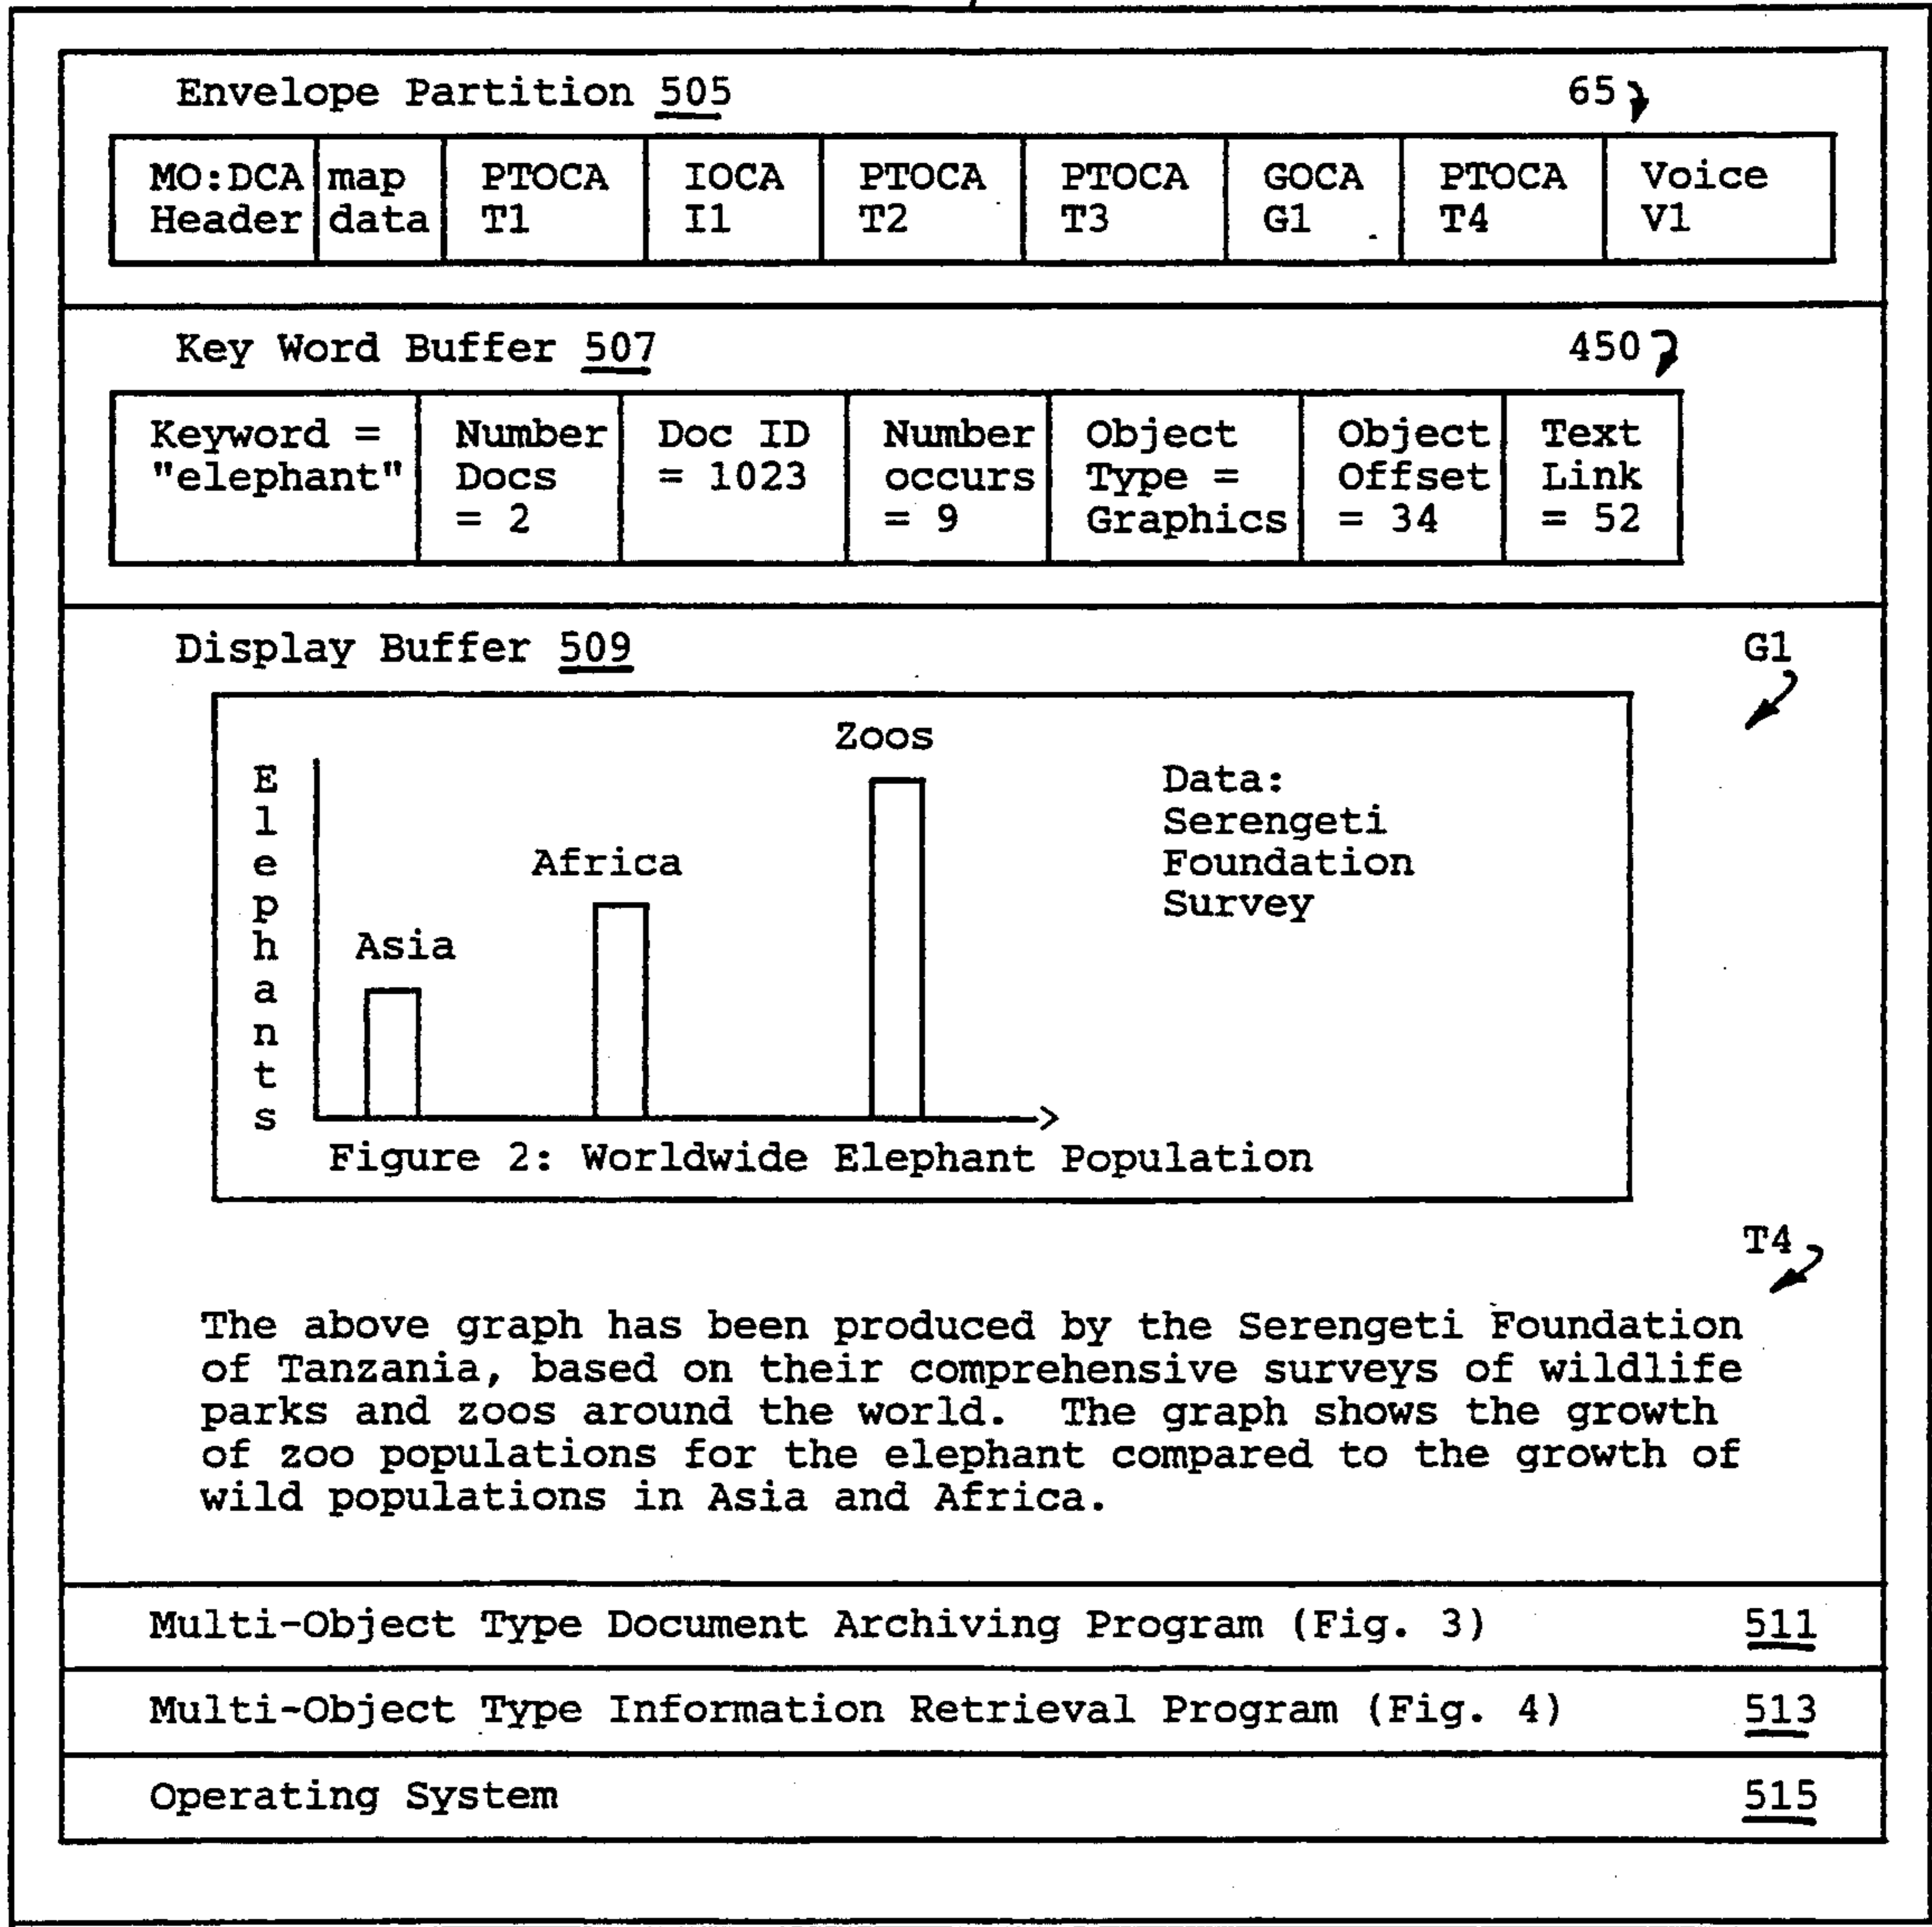 Envelope Partition 505 65
MO:DCA map PTOCA IOCA PTOCA PTOCA GOCA PTOCA Voice
Header data T1 I1 T2 T3 G1 T4 V1
Key Word Buffer 507 450
Keyword = Number Doc ID Number Object Object Text
"elephant" Docs = 1023 occurs Type = Offset Link
= 2 = 9 Graphics = 34 = 52
Display Buffer 509 G1
Zoos
Elephants
Data:
Serengeti
Foundation
Survey
Africa
Asia
Figure 2: Worldwide Elephant Population
T4
The above graph has been produced by the Serengeti Foundation
of Tanzania, based on their comprehensive surveys of wildlife
parks and zoos around the world. The graph shows the growth
of zoo populations for the elephant compared to the growth of
wild populations in Asia and Africa.
Multi-Object Type Document Archiving Program (Fig. 3) 511
Multi-Object Type Information Retrieval Program (Fig. 4) 513
Operating System 515